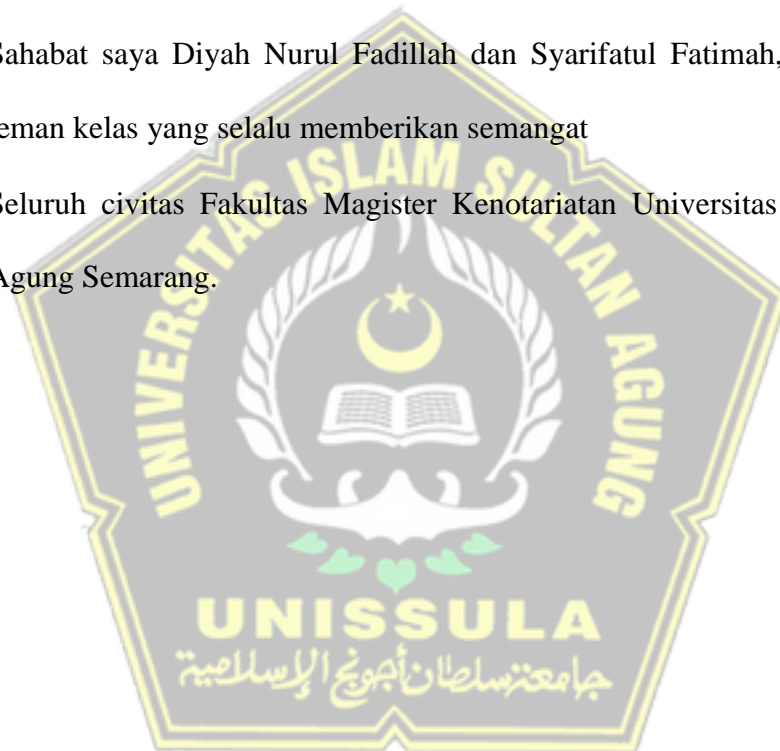 Sahabat saya Diyah Nurul Fadillah dan Syarifatul Fatimah,
teman kelas yang selalu memberikan semangat
Seluruh civitas Fakultas Magister Kenotariatan Universitas
Agung Semarang.
UNIVERSITAS ISLAM SULTAN AGUNG
UNISSULA
جامعة سلطان أجونج الإسلامية